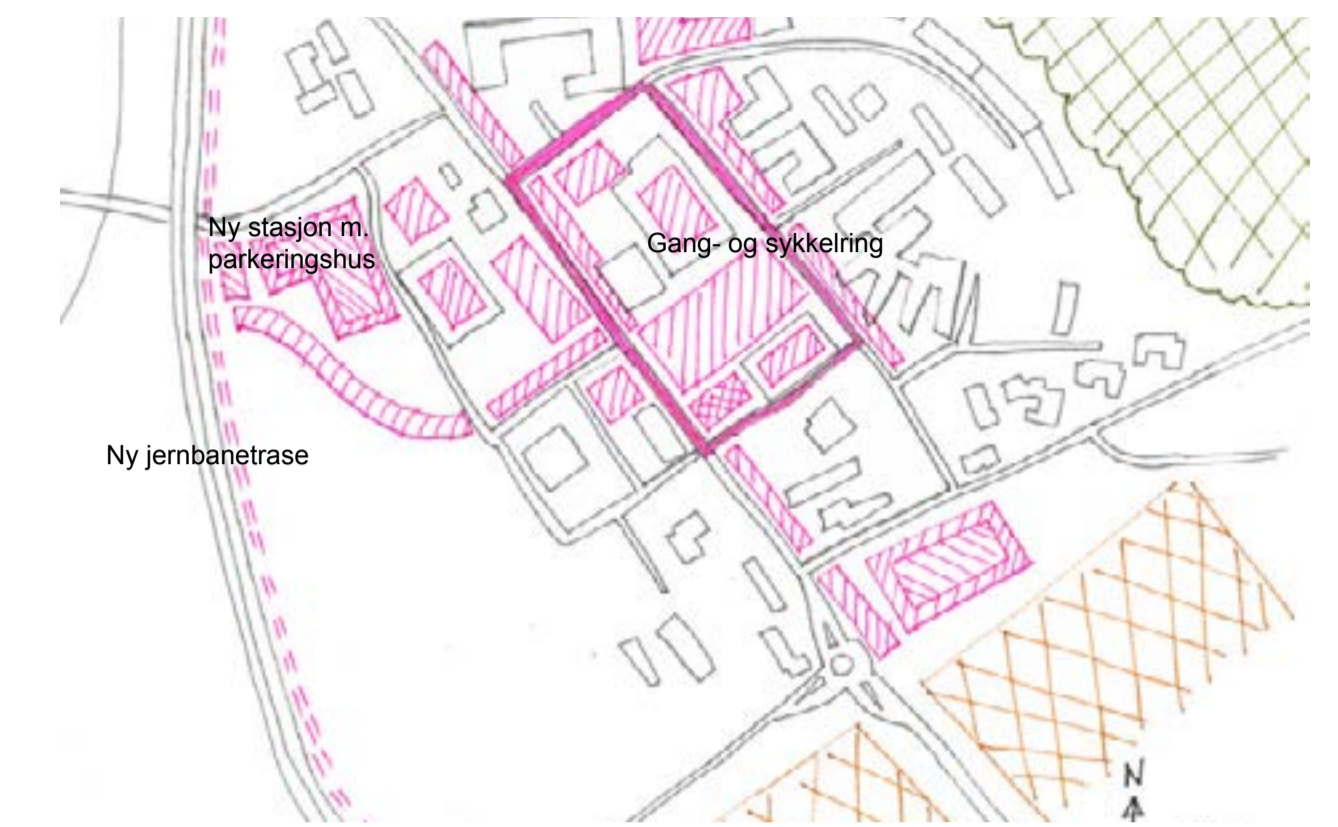 Ny stasjon m.
parkeringshus
Gang- og sykkelring
Ny jernbanetrase
N